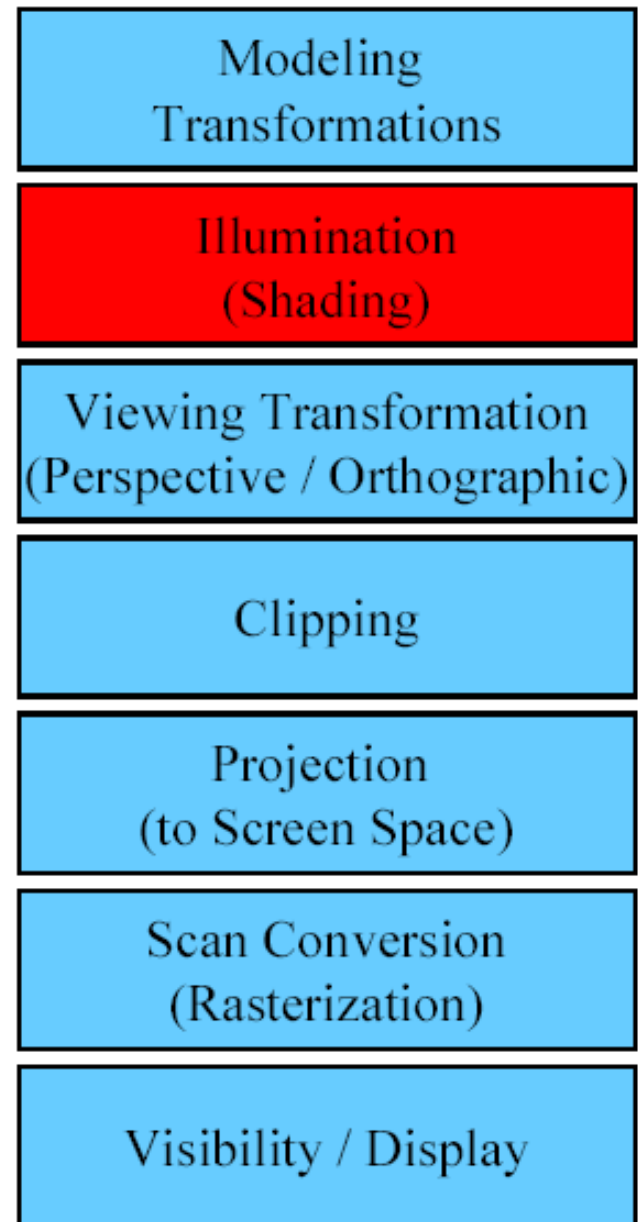 Modeling
Transformations
Illumination
(Shading)
Viewing Transformation
(Perspective / Orthographic)
Clipping
Projection
(to Screen Space)
Scan Conversion
(Rasterization)
Visibility / Display